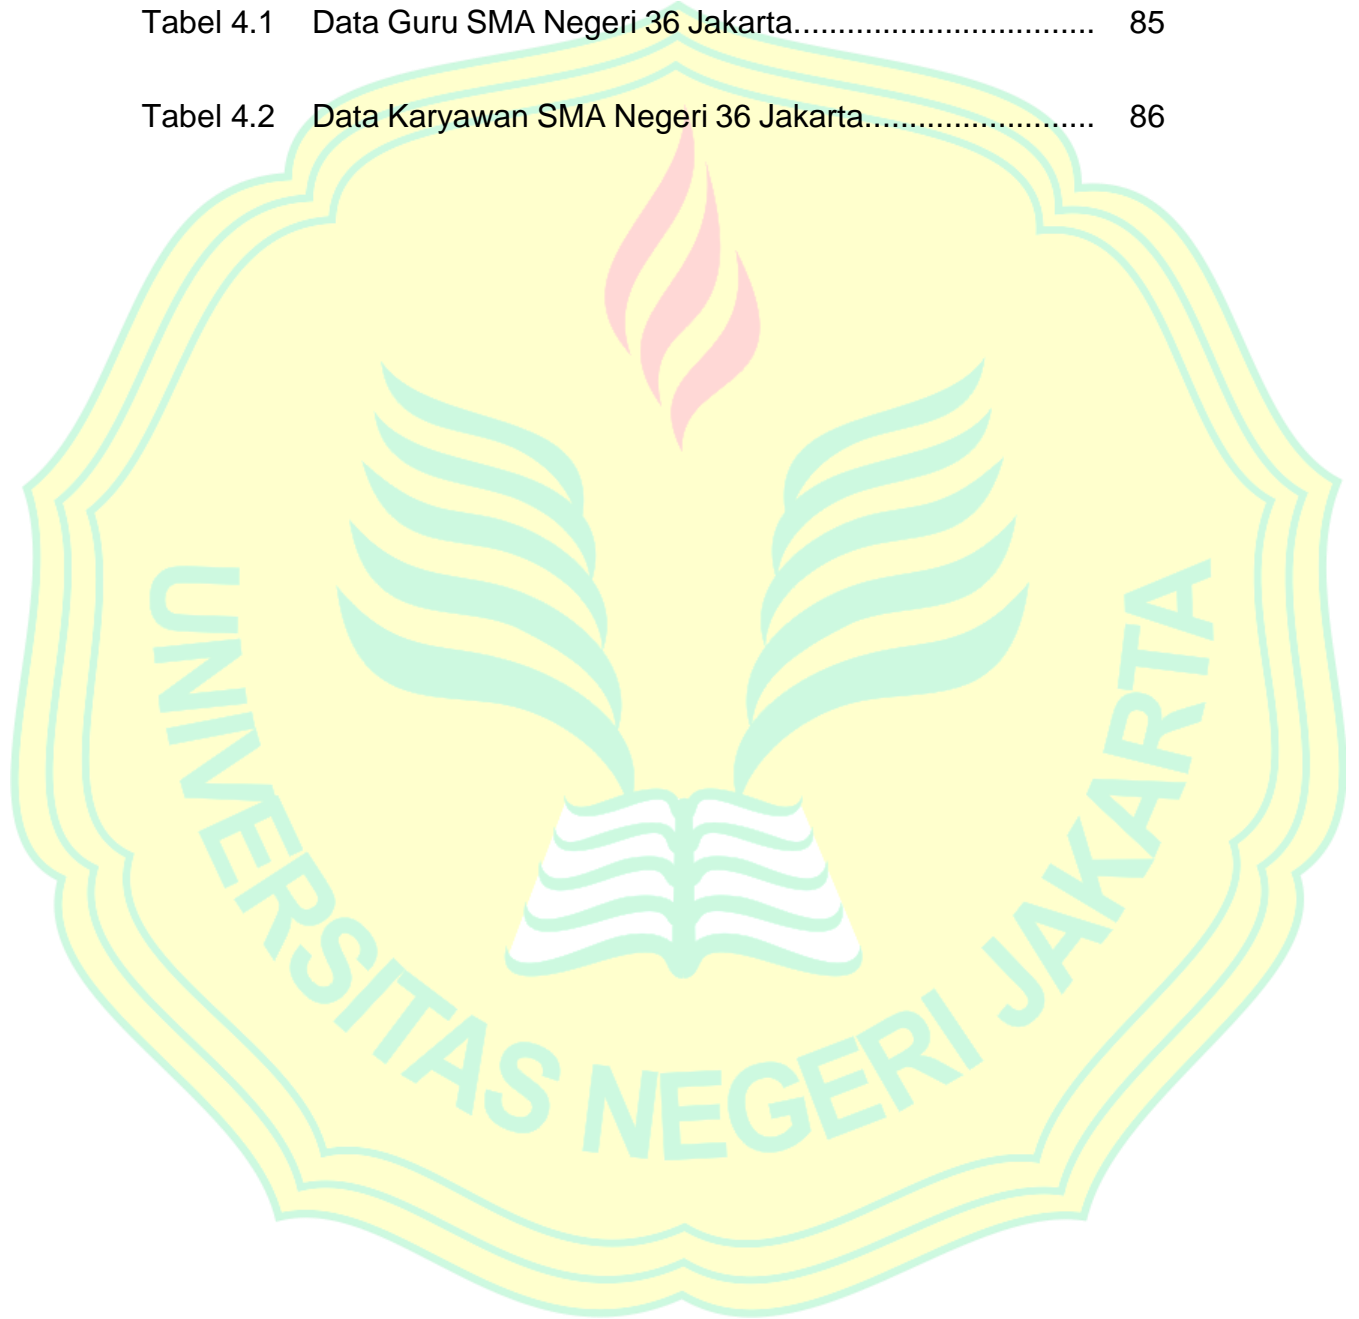 Tabel 4.1 Data Guru SMA Negeri 36 Jakarta.................................. 85
Tabel 4.2 Data Karyawan SMA Negeri 36 Jakarta.......................... 86
UNIVERSITAS NEGERI JAKARTA